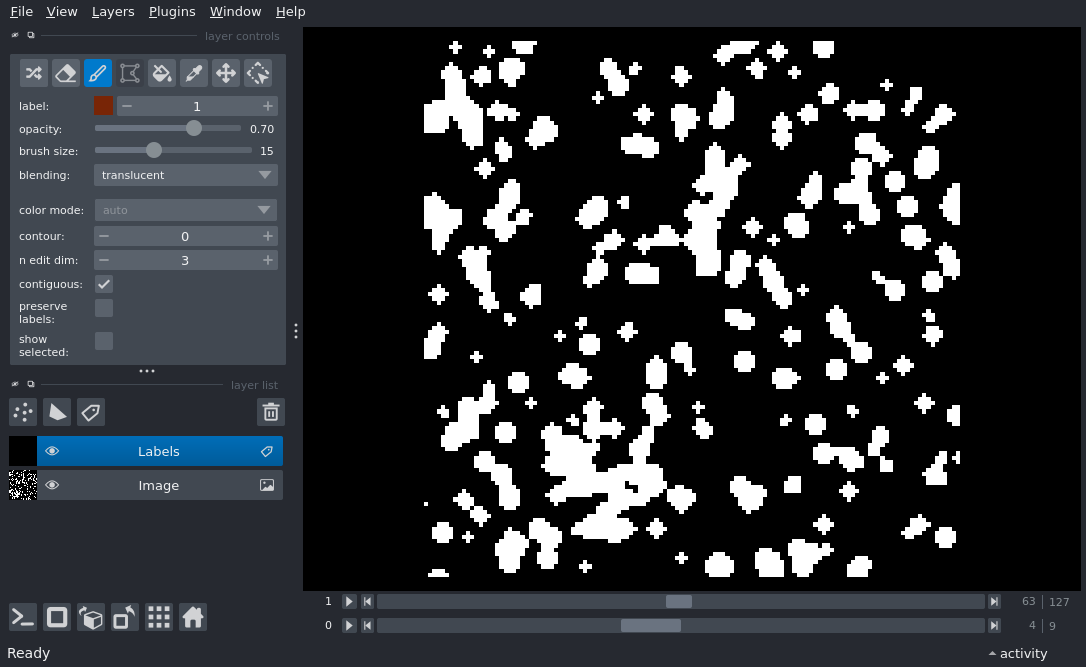 File View Layers Plugins Window Help
layer controls
label: 1
opacity: 0.70
brush size: 15
blending: translucent
color mode: auto
contour: 0
n edit dim: 3
contiguous:
preserve
labels:
show
selected:
layer list
Labels
Image
1 63 127
0 4 9
Ready activity